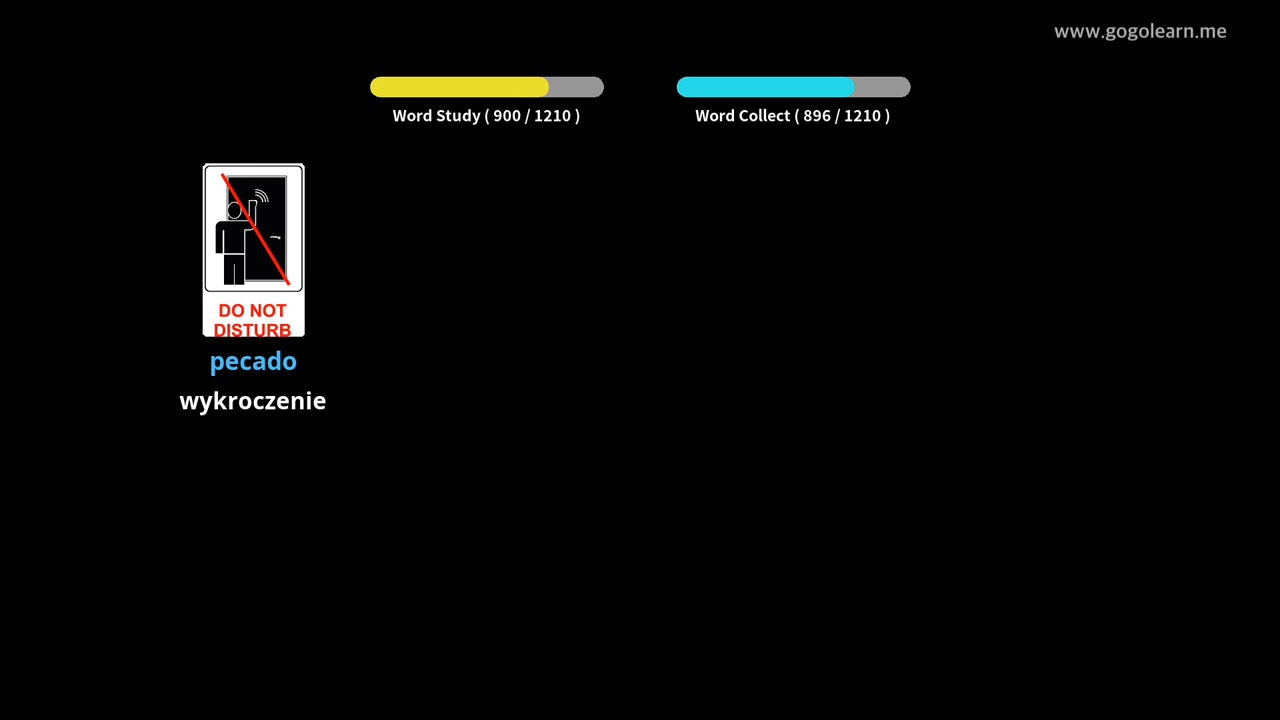 www.gogolearn.me
Word Study ( 900 / 1210 )
Word Collect ( 896 / 1210 )
DO NOT
DISTURB
pecado
wykroczenie